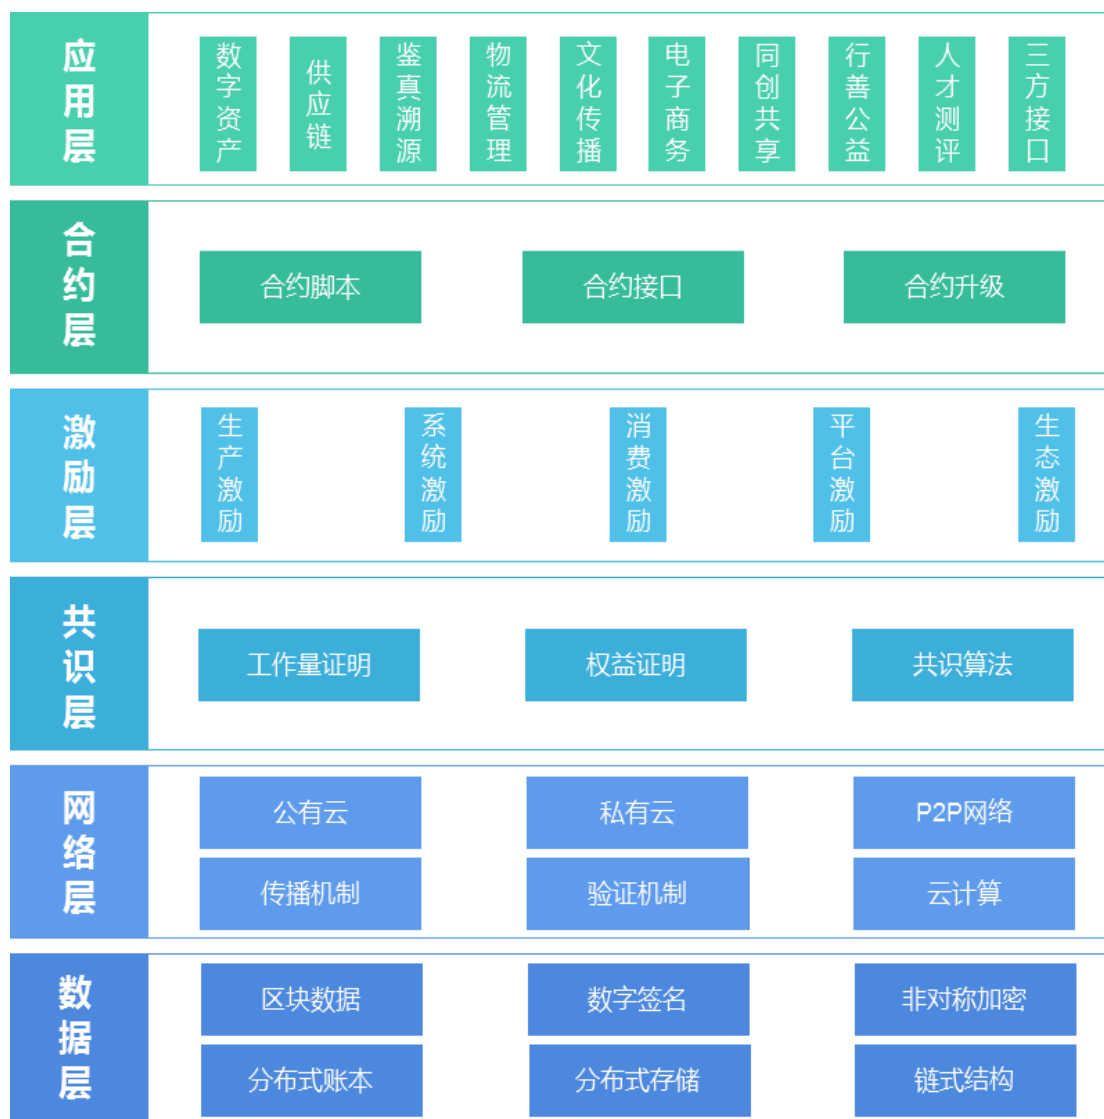 应用层
数字资产
供应链
鉴真溯源
物流管理
文化传播
电子商务
同创共享
行善公益
人才测评
三方接口
合约层
合约脚本
合约接口
合约升级
激励层
生产激励
系统激励
消费激励
平台激励
生态激励
共识层
工作量证明
权益证明
共识算法
网络层
公有云
私有云
P2P网络
传播机制
验证机制
云计算
数据层
区块数据
数字签名
非对称加密
分布式账本
分布式存储
链式结构